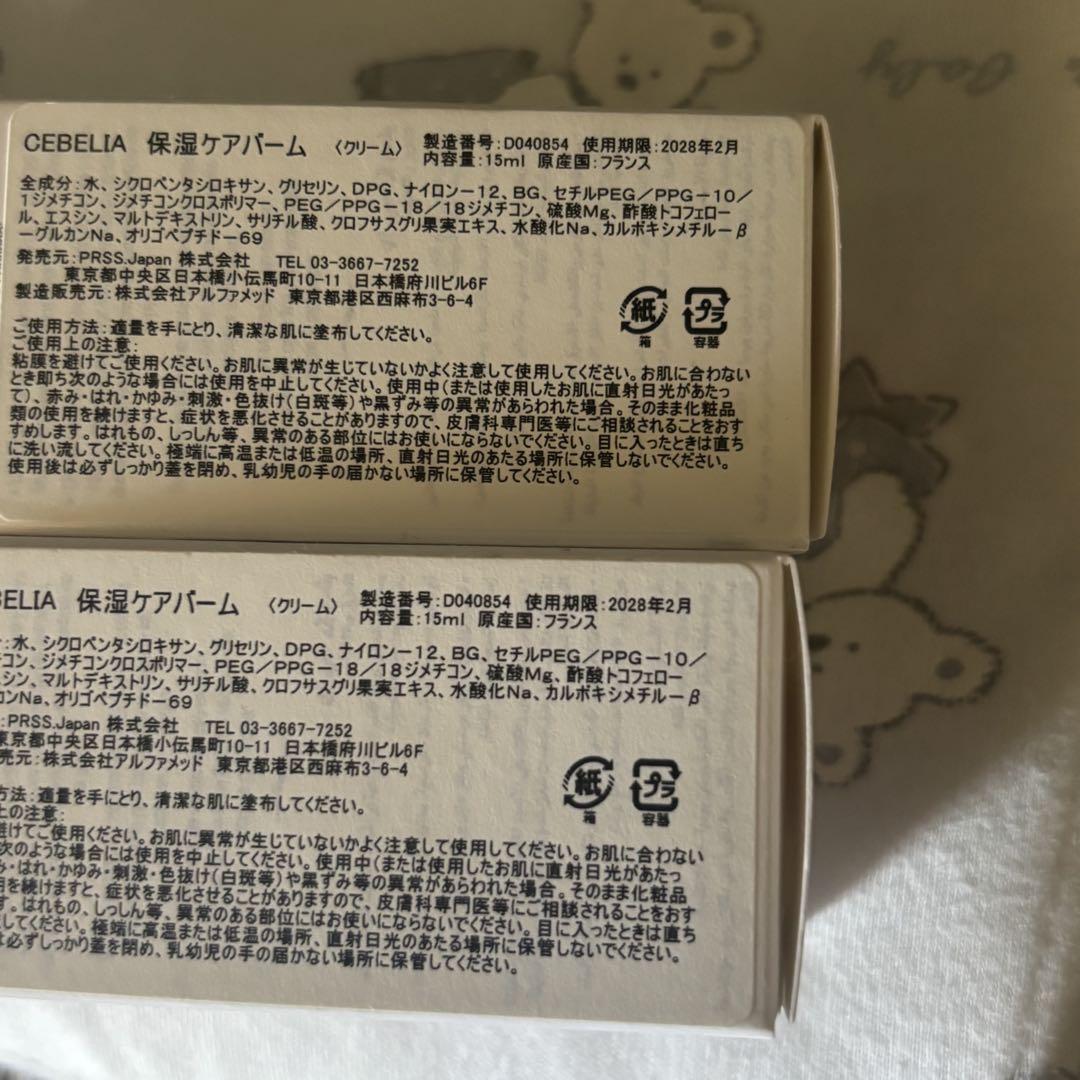 Baby
CEBELIA 保湿ケアバーム 〈クリーム〉 製造番号:D040854 使用期限:2028年2月
内容量:15ml 原産国:フランス
全成分:水、シクロペンタシロキサン、グリセリン、DPG、ナイロン-12、BG、セチルPEG/PPG-10/
1ジメチコン、ジメチコンクロスポリマー、PEG/PPG-18/18ジメチコン、硫酸Mg、酢酸トコフェロー
ル、エスシン、マルトデキストリン、サリチル酸、クロフサスグリ果実エキス、水酸化Na、カルボキシメチルーβ
ーグルカンNa、オリゴペプチドー69
発売元:PRSS.Japan 株式会社 TEL 03-3667-7252
東京都中央区日本橋小伝馬町10-11 日本橋府川ビル6F
製造販売元:株式会社アルファメッド 東京都港区西麻布3-6-4
紙 プラ
箱 容器
ご使用方法:適量を手にとり、清潔な肌に塗布してください。
ご使用上の注意:
粘膜を避けてご使用ください。お肌に異常が生じていないかよく注意して使用してください。お肌に合わない
とき即ち次のような場合には使用を中止してください。使用中(または使用したお肌に直射日光があたっ
て)、赤み・はれ・かゆみ・刺激・色抜け(白斑等)や黒ずみ等の異常があらわれた場合。そのまま化粧品
類の使用を続けますと、症状を悪化させることがありますので、皮膚科専門医等にご相談されることをおす
すめします。はれもの、しっしん等、異常のある部位にはお使いにならないでください。目に入ったときは直ち
に洗い流してください。極端に高温または低温の場所、直射日光のあたる場所に保管しないでください。
使用後は必ずしっかり蓋を閉め、乳幼児の手の届かない場所に保管してください。
BELIA 保湿ケアバーム 〈クリーム〉 製造番号:D040854 使用期限:2028年2月
内容量:15ml 原産国:フランス
:水、シクロペンタシロキサン、グリセリン、DPG、ナイロン-12、BG、セチルPEG/PPG-10/
コン、ジメチコンクロスポリマー、PEG/PPG-18/18ジメチコン、硫酸Mg、酢酸トコフェロー
シン、マルトデキストリン、サリチル酸、クロフサスグリ果実エキス、水酸化Na、カルボキシメチルーβ
ンNa、オリゴペプチドー69
:PRSS.Japan 株式会社 TEL 03-3667-7252
東京都中央区日本橋小伝馬町10-11 日本橋府川ビル6F
売元:株式会社アルファメッド 東京都港区西麻布3-6-4
紙 プラ
箱 容器
方法:適量を手にとり、清潔な肌に塗布してください。
上の注意:
避けてご使用ください。お肌に異常が生じていないかよく注意して使用してください。お肌に合わない
次のような場合には使用を中止してください。使用中(または使用したお肌に直射日光があたっ
み・はれ・かゆみ・刺激・色抜け(白斑等)や黒ずみ等の異常があらわれた場合。そのまま化粧品
用を続けますと、症状を悪化させることがありますので、皮膚科専門医等にご相談されることをおす
す。はれもの、しっしん等、異常のある部位にはお使いにならないでください。目に入ったときは直ち
してください。極端に高温または低温の場所、直射日光のあたる場所に保管しないでください。
は必ずしっかり蓋を閉め、乳幼児の手の届かない場所に保管してください。